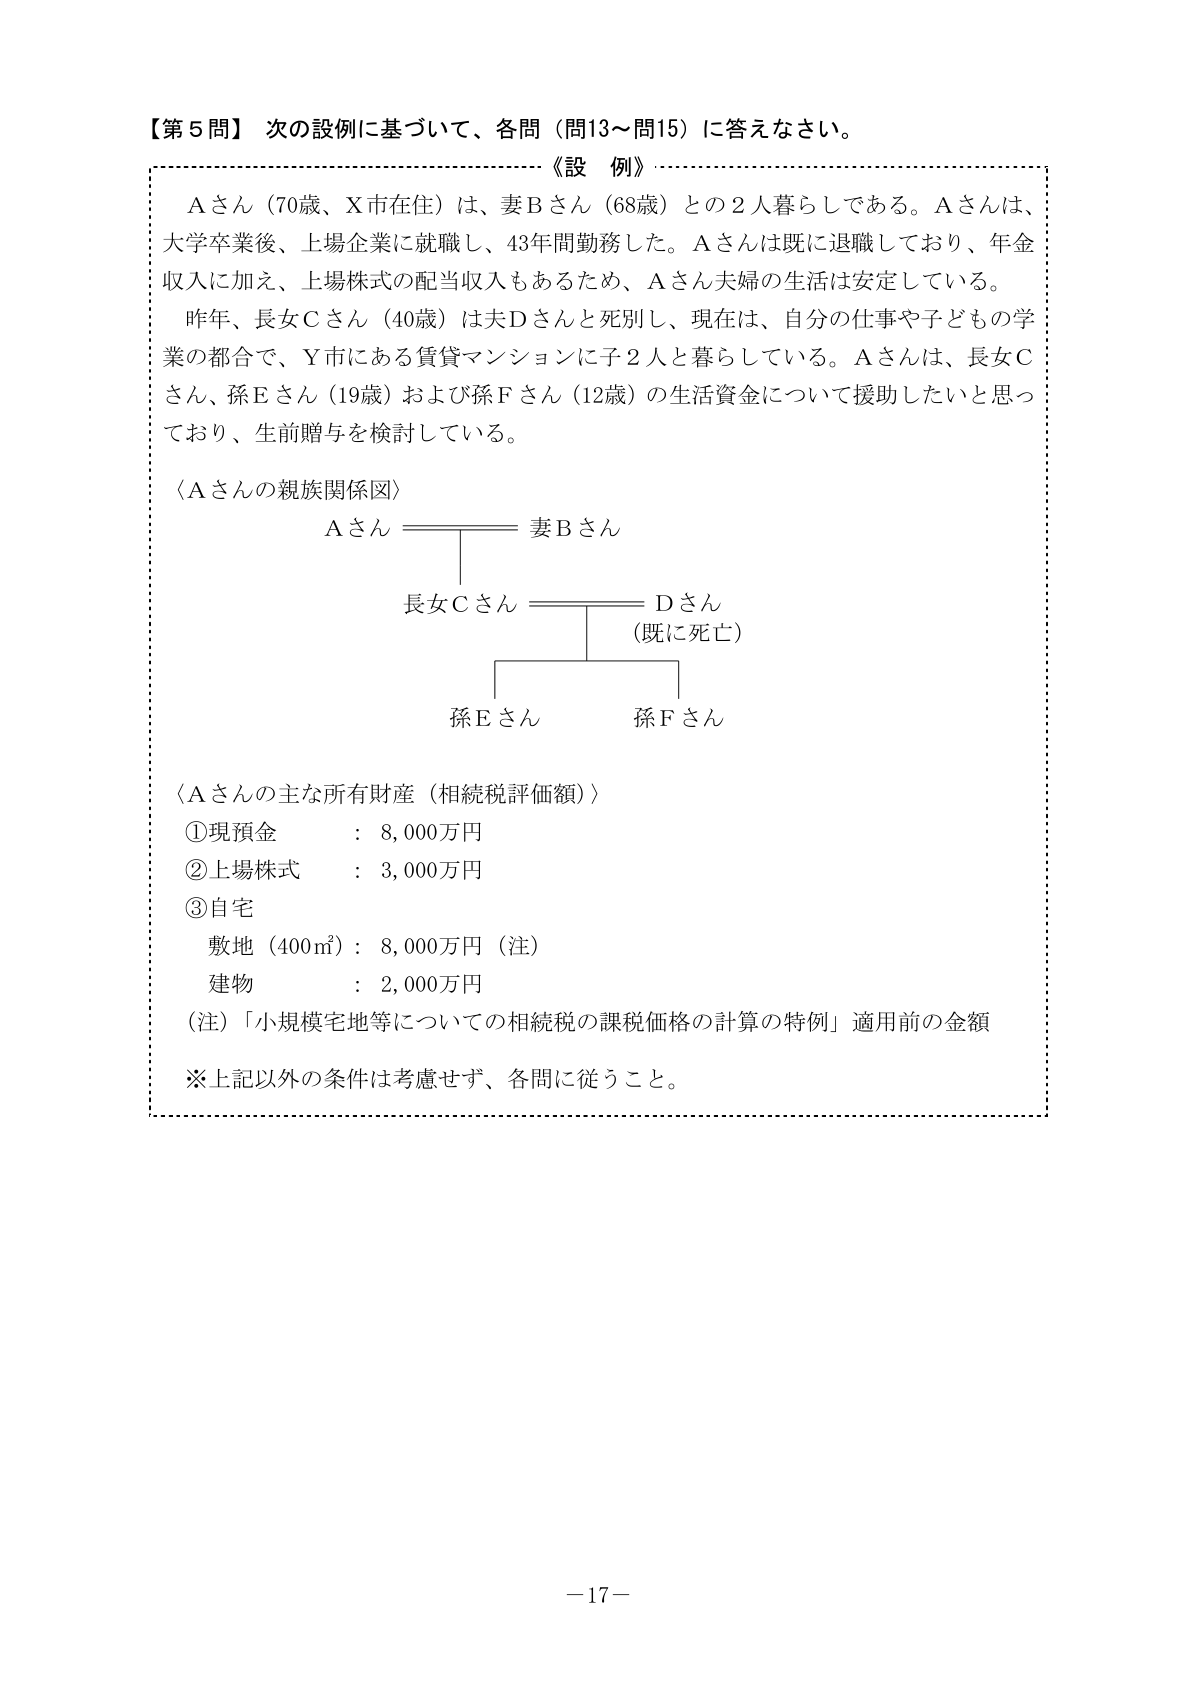 【第５問】 次の設例に基づいて、各問（問13～問15）に答えなさい。
《設　例》
Ａさん（70歳、Ｘ市在住）は、妻Ｂさん（68歳）との２人暮らしである。Ａさんは、
大学卒業後、上場企業に就職し、43年間勤務した。Ａさんは既に退職しており、年金
収入に加え、上場株式の配当収入もあるため、Ａさん夫婦の生活は安定している。
昨年、長女Ｃさん（40歳）は夫Ｄさんと死別し、現在は、自分の仕事や子どもの学
業の都合で、Ｙ市にある賃貸マンションに子２人と暮らしている。Ａさんは、長女Ｃ
さん、孫Ｅさん（19歳）および孫Ｆさん（12歳）の生活資金について援助したいと思っ
ており、生前贈与を検討している。
〈Ａさんの親族関係図〉
Ａさん 妻Ｂさん
長女Ｃさん Ｄさん
（既に死亡）
孫Ｅさん 孫Ｆさん
〈Ａさんの主な所有財産（相続税評価額）〉
①現預金 ： 8,000万円
②上場株式 ： 3,000万円
③自宅
敷地（400㎡）： 8,000万円（注）
建物 ： 2,000万円
（注）「小規模宅地等についての相続税の課税価格の計算の特例」適用前の金額
※上記以外の条件は考慮せず、各問に従うこと。
－17－